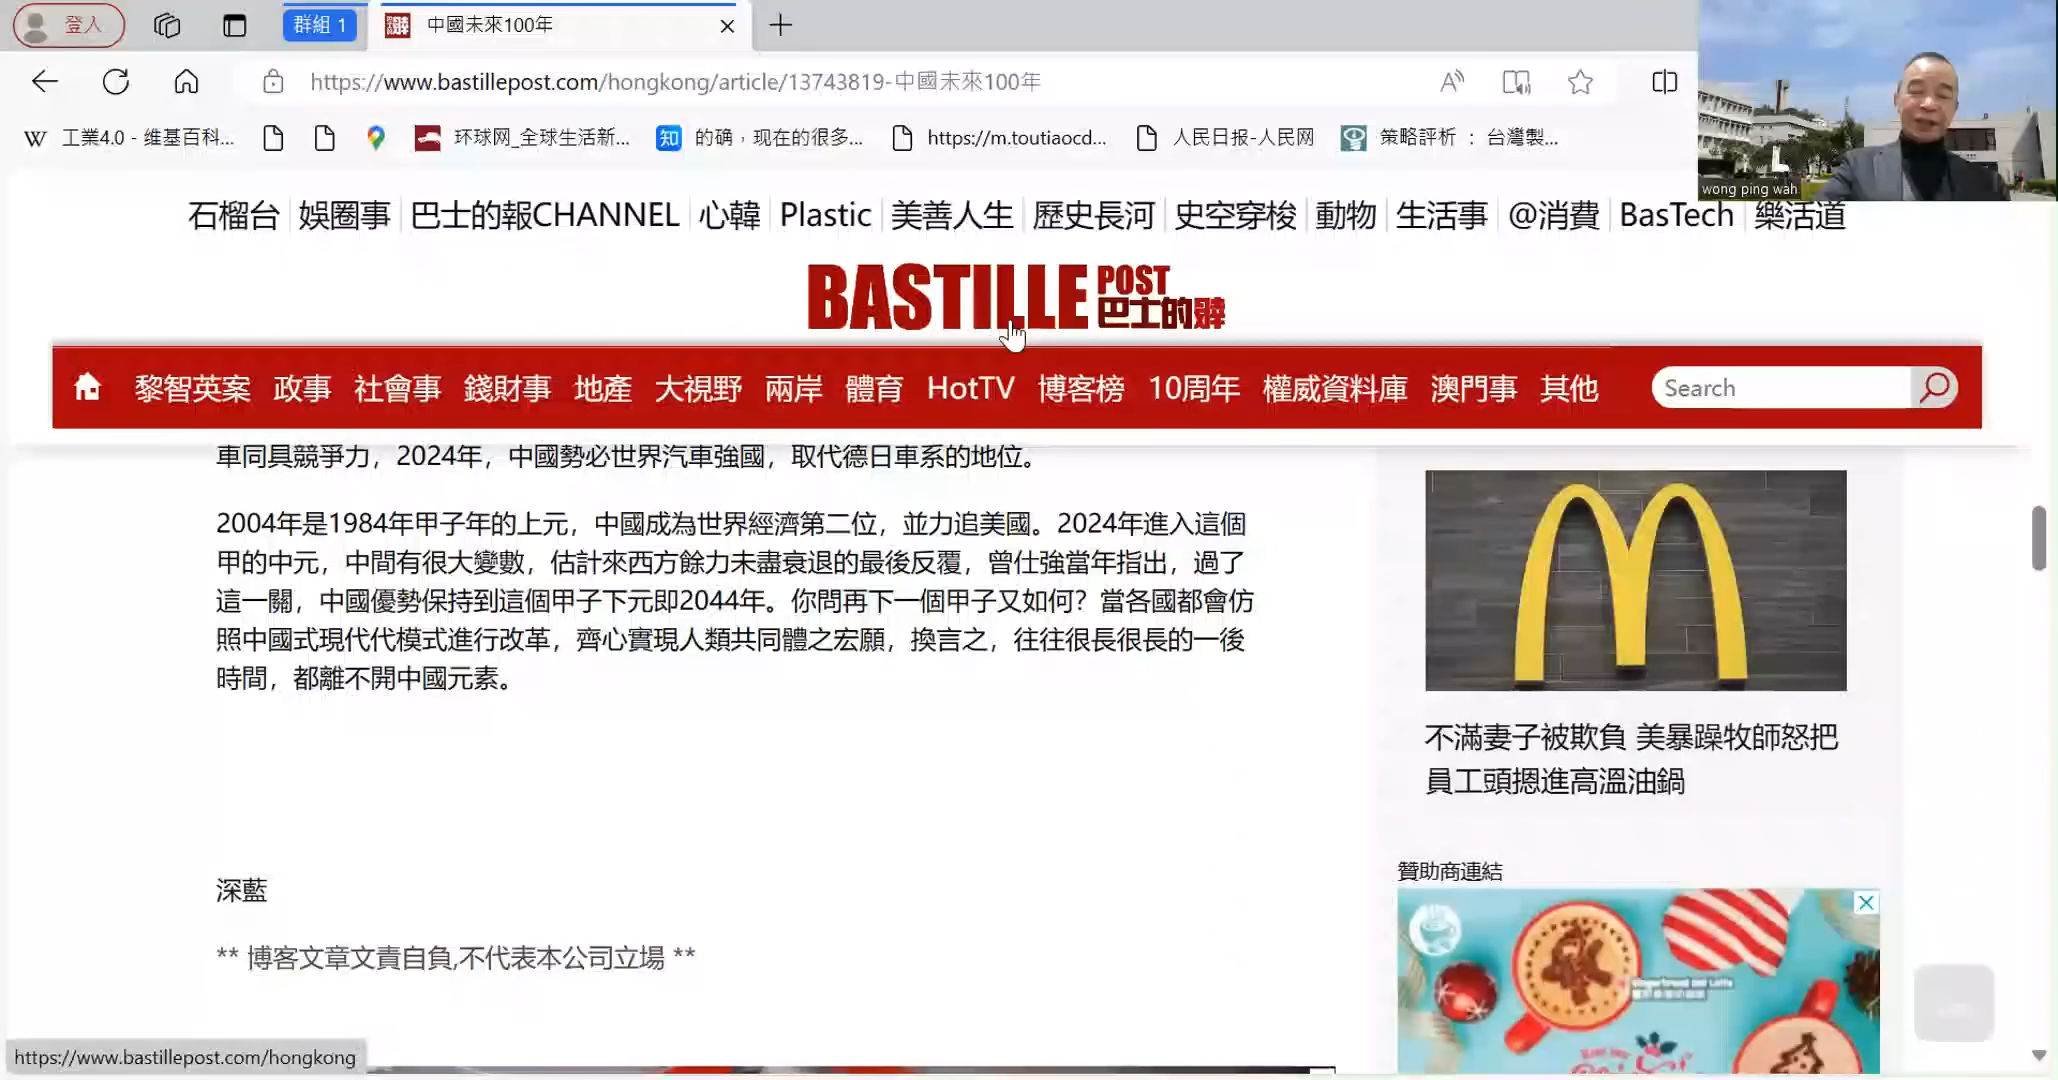 登入
群組 1
中國未來100年
https://www.bastillepost.com/hongkong/article/13743819-中國未來100年
工業4.0 - 维基百科...
环球网_全球生活新...
知
的确，现在的很多...
https://m.toutiaocd...
人民日报-人民网
策略評析 ： 台灣製...
wong ping wah
石榴台 娛圈事 巴士的報CHANNEL 心韓 Plastic 美善人生 歷史長河 史空穿梭 動物 生活事 @消費 BasTech 樂活道
BASTILLE POST 巴士的報
黎智英案 政事 社會事 錢財事 地產 大視野 兩岸 體育 HotTV 博客榜 10周年 權威資料庫 澳門事 其他 Search
車同具競爭力，2024年，中國勢必世界汽車強國，取代德日車系的地位。
2004年是1984年甲子年的上元，中國成為世界經濟第二位，並力追美國。2024年進入這個
甲的中元，中間有很大變數，估計來西方餘力未盡衰退的最後反覆，曾仕強當年指出，過了
這一關，中國優勢保持到這個甲子下元即2044年。你問再下一個甲子又如何？當各國都會仿
照中國式現代代模式進行改革，齊心實現人類共同體之宏願，換言之，往往很長很長的一後
時間，都離不開中國元素。
不滿妻子被欺負 美暴躁牧師怒把
員工頭摁進高溫油鍋
深藍
** 博客文章文責自負,不代表本公司立場 **
贊助商連結
Gingerbread Oat Latte
https://www.bastillepost.com/hongkong